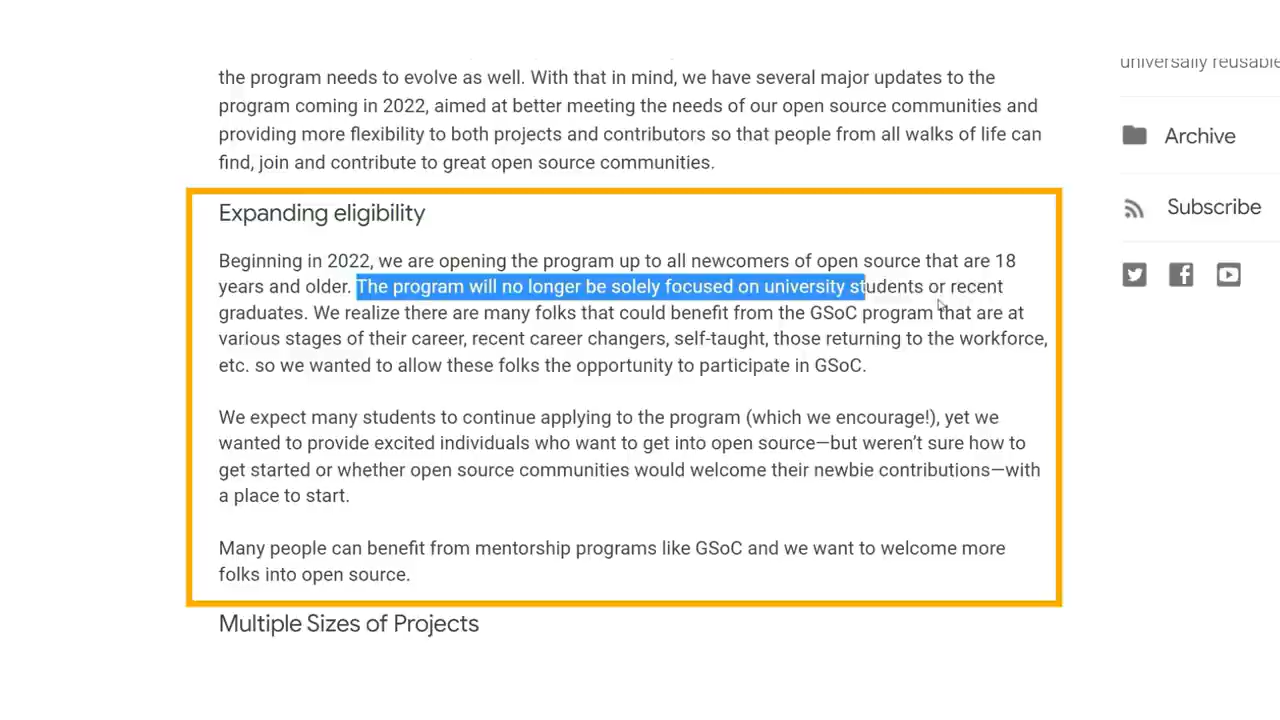 the program needs to evolve as well. With that in mind, we have several major updates to the
program coming in 2022, aimed at better meeting the needs of our open source communities and
providing more flexibility to both projects and contributors so that people from all walks of life can
find, join and contribute to great open source communities.
Expanding eligibility
Beginning in 2022, we are opening the program up to all newcomers of open source that are 18
years and older. The program will no longer be solely focused on university students or recent
graduates. We realize there are many folks that could benefit from the GSoC program that are at
various stages of their career, recent career changers, self-taught, those returning to the workforce,
etc. so we wanted to allow these folks the opportunity to participate in GSoC.
We expect many students to continue applying to the program (which we encourage!), yet we
wanted to provide excited individuals who want to get into open source—but weren't sure how to
get started or whether open source communities would welcome their newbie contributions—with
a place to start.
Many people can benefit from mentorship programs like GSoC and we want to welcome more
folks into open source.
Multiple Sizes of Projects
universally reusable
Archive
Subscribe